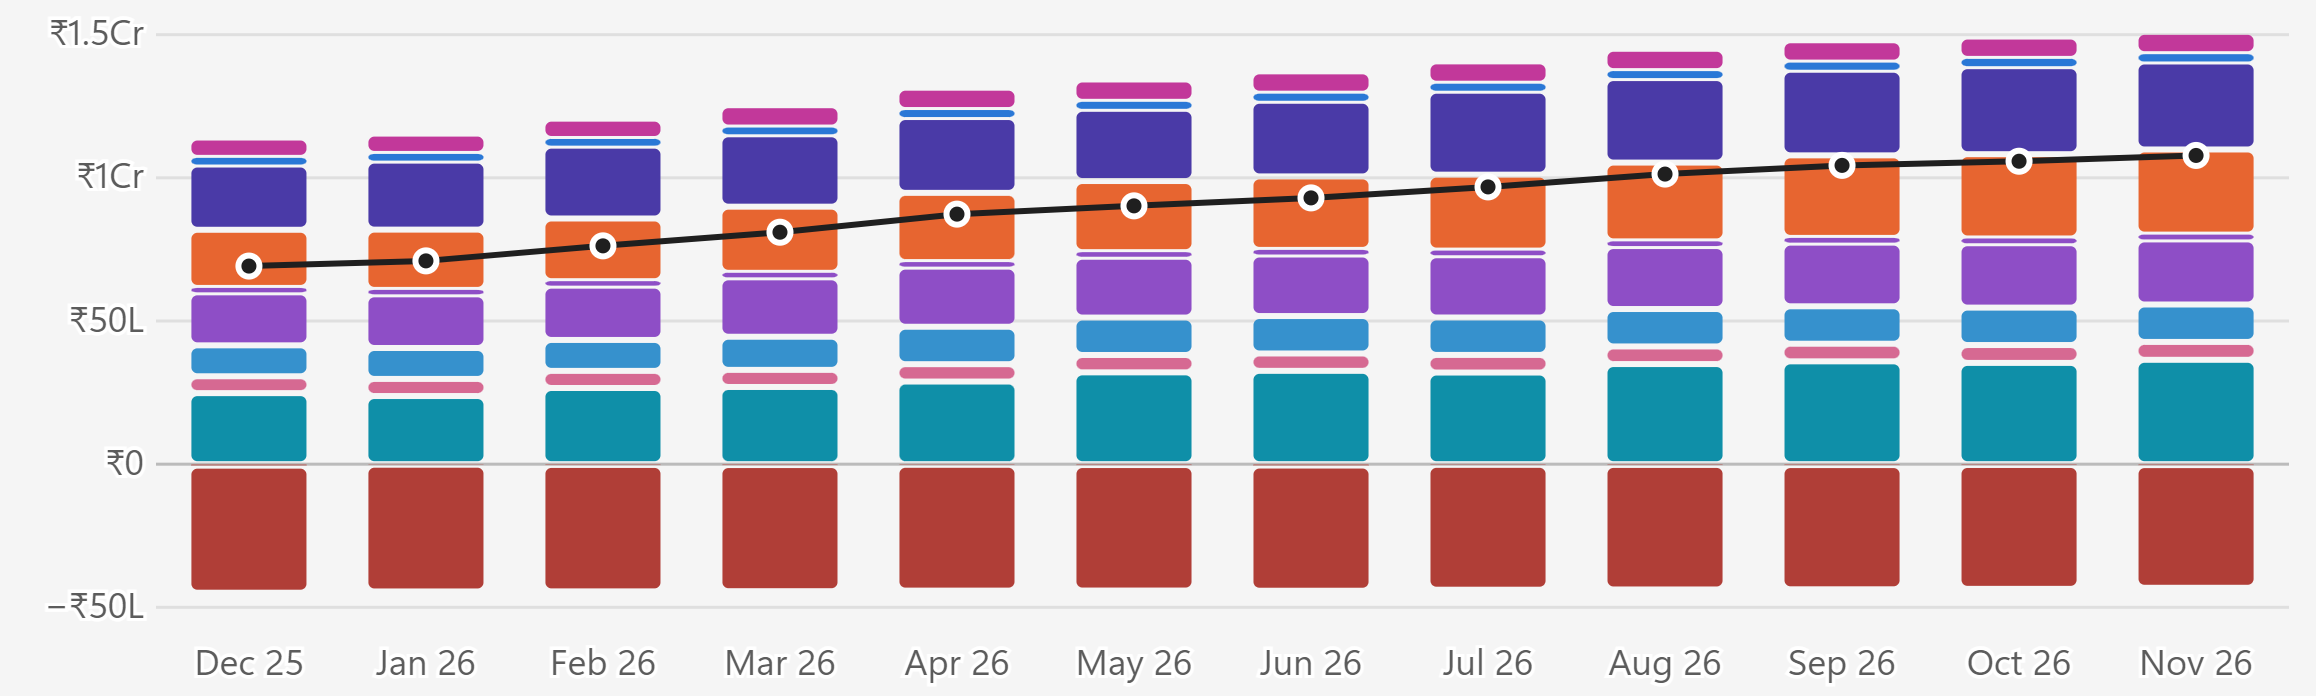 ₹1.5Cr
₹1Cr
₹50L
₹0
−₹50L
Dec 25 Jan 26 Feb 26 Mar 26 Apr 26 May 26 Jun 26 Jul 26 Aug 26 Sep 26 Oct 26 Nov 26